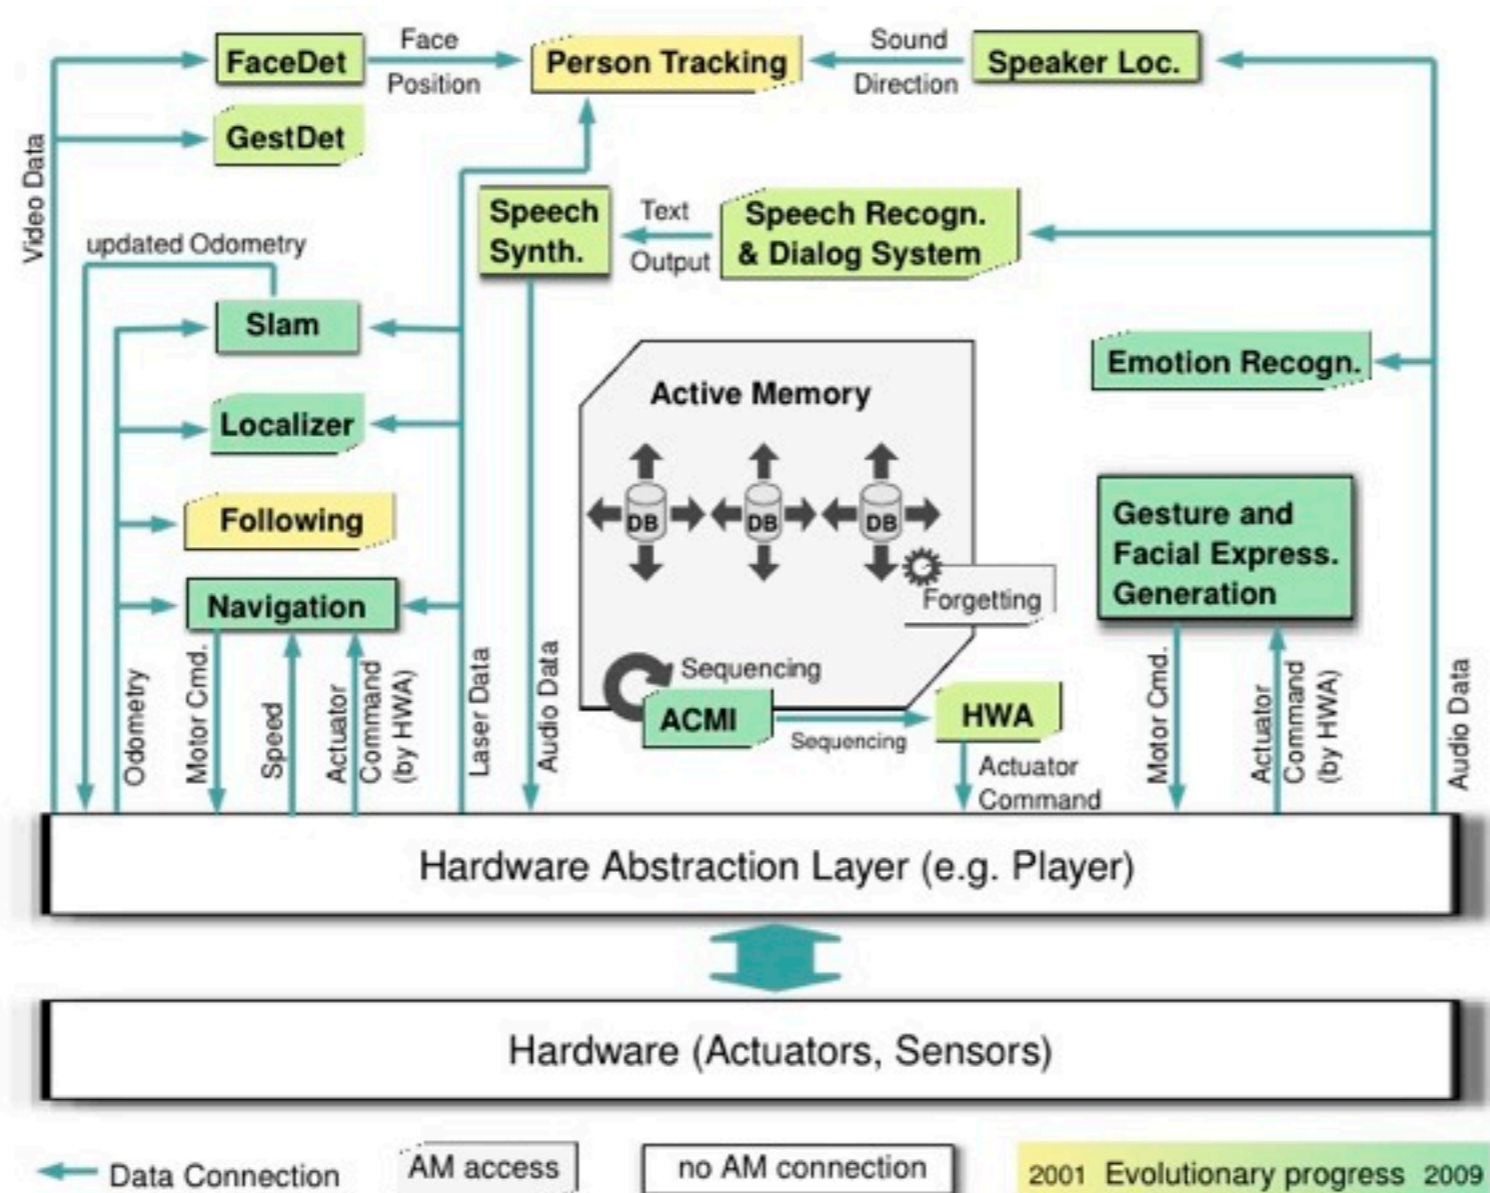 FaceDet
Face
Position
Person Tracking
Sound
Direction
Speaker Loc.
GestDet
Video Data
Speech
Synth.
Text
Output
Speech Recogn.
& Dialog System
updated Odometry
Slam
Emotion Recogn.
Active Memory
Localizer
DB
DB
DB
Following
Gesture and
Facial Express.
Generation
Navigation
Forgetting
Odometry
Motor Cmd.
Speed
Actuator
Command
(by HWA)
Laser Data
Audio Data
Sequencing
ACMI
Sequencing
HWA
Actuator
Command
Motor Cmd.
Actuator
Command
(by HWA)
Audio Data
Hardware Abstraction Layer (e.g. Player)
Hardware (Actuators, Sensors)
Data Connection
AM access
no AM connection
2001 Evolutionary progress 2009